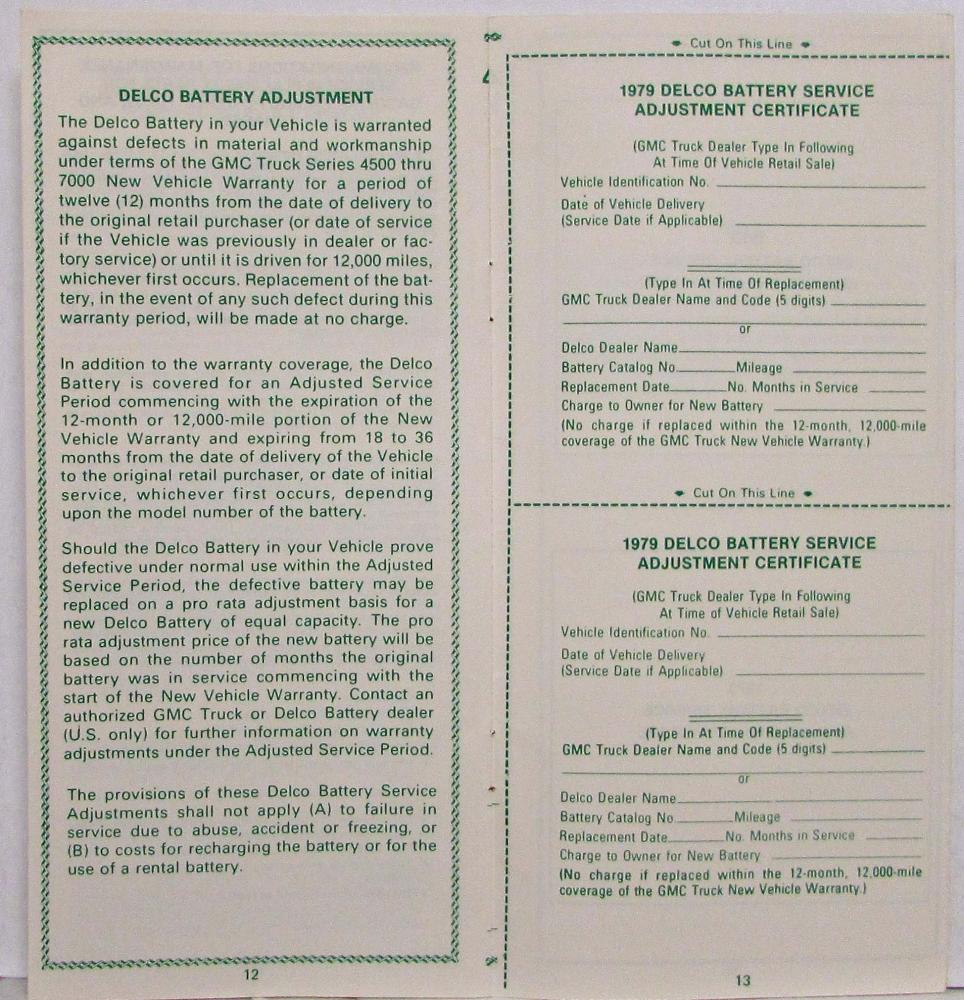 DELCO BATTERY ADJUSTMENT
The Delco Battery in your Vehicle is warranted
against defects in material and workmanship
under terms of the GMC Truck Series 4500 thru
7000 New Vehicle Warranty for a period of
twelve (12) months from the date of delivery to
the original retail purchaser (or date of service
if the Vehicle was previously in dealer or fac-
tory service) or until it is driven for 12,000 miles,
whichever first occurs. Replacement of the bat-
tery, in the event of any such defect during this
warranty period, will be made at no charge.
In addition to the warranty coverage, the Delco
Battery is covered for an Adjusted Service
Period commencing with the expiration of the
12-month or 12,000-mile portion of the New
Vehicle Warranty and expiring from 18 to 36
months from the date of delivery of the Vehicle
to the original retail purchaser, or date of initial
service, whichever first occurs, depending
upon the model number of the battery.
Should the Delco Battery in your Vehicle prove
defective under normal use within the Adjusted
Service Period, the defective battery may be
replaced on a pro rata adjustment basis for a
new Delco Battery of equal capacity. The pro
rata adjustment price of the new battery will be
based on the number of months the original
battery was in service commencing with the
start of the New Vehicle Warranty. Contact an
authorized GMC Truck or Delco Battery dealer
(U.S. only) for further information on warranty
adjustments under the Adjusted Service Period.
The provisions of these Delco Battery Service
Adjustments shall not apply (A) to failure in
service due to abuse, accident or freezing, or
(B) to costs for recharging the battery or for the
use of a rental battery.
12
Cut On This Line
1979 DELCO BATTERY SERVICE
ADJUSTMENT CERTIFICATE
(GMC Truck Dealer Type In Following
At Time Of Vehicle Retail Sale)
Vehicle Identification No.
Date of Vehicle Delivery
(Service Date if Applicable)
(Type In At Time Of Replacement)
GMC Truck Dealer Name and Code (5 digits)
or
Delco Dealer Name
Battery Catalog No. Mileage
Replacement Date No. Months in Service
Charge to Owner for New Battery
(No charge if replaced within the 12-month, 12,000-mile
coverage of the GMC Truck New Vehicle Warranty.)
Cut On This Line
1979 DELCO BATTERY SERVICE
ADJUSTMENT CERTIFICATE
(GMC Truck Dealer Type In Following
At Time of Vehicle Retail Sale)
Vehicle Identification No.
Date of Vehicle Delivery
(Service Date if Applicable)
(Type In At Time Of Replacement)
GMC Truck Dealer Name and Code (5 digits)
or
Delco Dealer Name
Battery Catalog No. Mileage
Replacement Date No. Months in Service
Charge to Owner for New Battery
(No charge if replaced within the 12-month, 12,000-mile
coverage of the GMC Truck New Vehicle Warranty.)
13